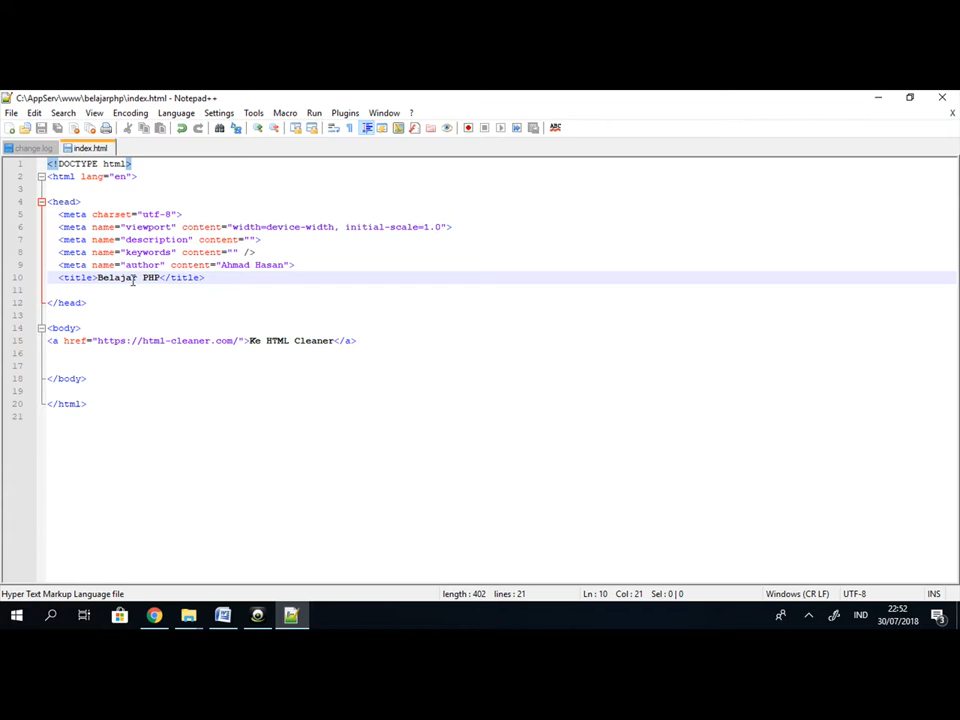 C:\AppServ\www\belajarphp\index.html - Notepad++
File Edit Search View Encoding Language Settings Tools Macro Run Plugins Window ? X
change.log index.html
1 <!DOCTYPE html>
2 <html lang="en">
3
4 <head>
5 <meta charset="utf-8">
6 <meta name="viewport" content="width=device-width, initial-scale=1.0">
7 <meta name="description" content="">
8 <meta name="keywords" content="" />
9 <meta name="author" content="Ahmad Hasan">
10 <title>Belajar PHP</title>
11
12 </head>
13
14 <body>
15 <a href="https://html-cleaner.com/">Ke HTML Cleaner</a>
16
17
18 </body>
19
20 </html>
21
Hyper Text Markup Language file length : 402 lines : 21 Ln : 10 Col : 21 Sel : 0 | 0 Windows (CR LF) UTF-8 INS
IND 22:52
30/07/2018 3